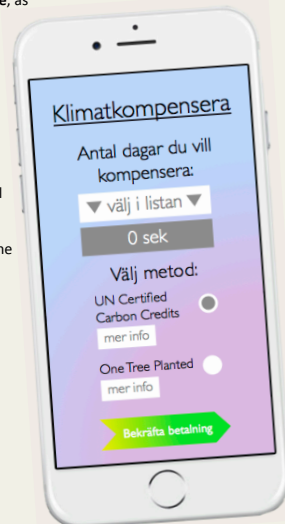 e, as
Klimatkompensera
Antal dagar du vill
kompensera:
▼ välj i listan ▼
0 sek
Välj metod:
UN Certified
Carbon Credits
mer info
One Tree Planted
mer info
Bekräfta betalning